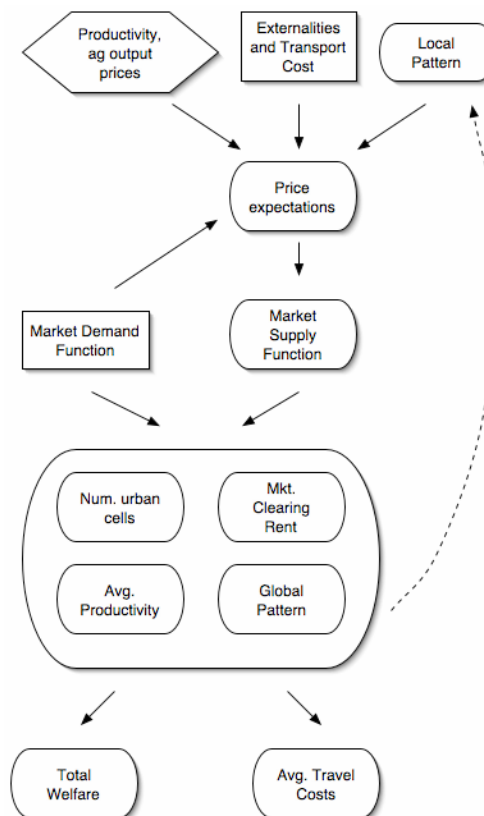 Productivity,
ag output
prices
Externalities
and Transport
Cost
Local
Pattern
Price
expectations
Market Demand
Function
Market
Supply
Function
Num. urban
cells
Mkt.
Clearing
Rent
Avg.
Productivity
Global
Pattern
Total
Welfare
Avg. Travel
Costs